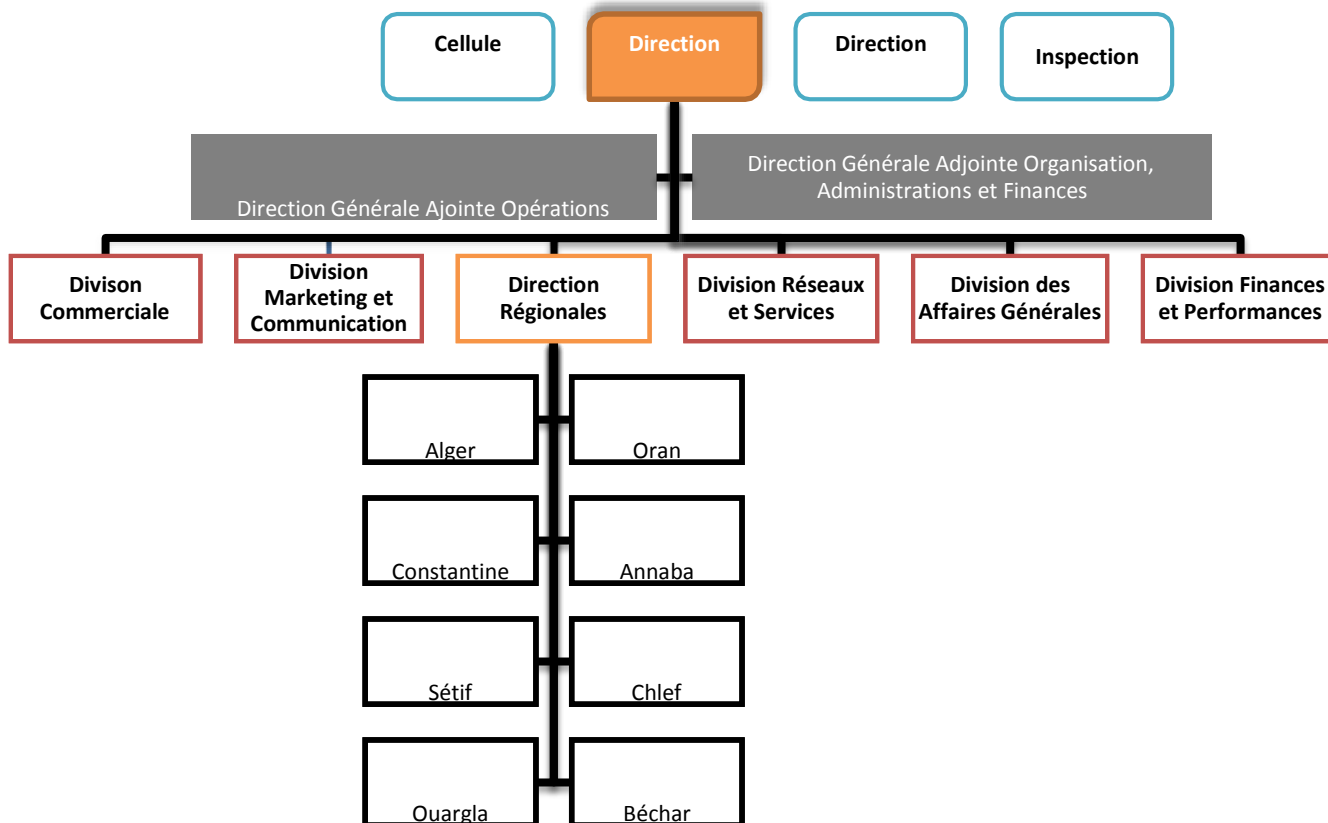 Cellule
Direction
Direction
Inspection
Direction Générale Ajointe Opérations
Direction Générale Adjointe Organisation,
Administrations et Finances
Divison
Commerciale
Division
Marketing et
Communication
Direction
Régionales
Division Réseaux
et Services
Division des
Affaires Générales
Division Finances
et Performances
Alger
Oran
Constantine
Annaba
Sétif
Chlef
Ouargla
Béchar